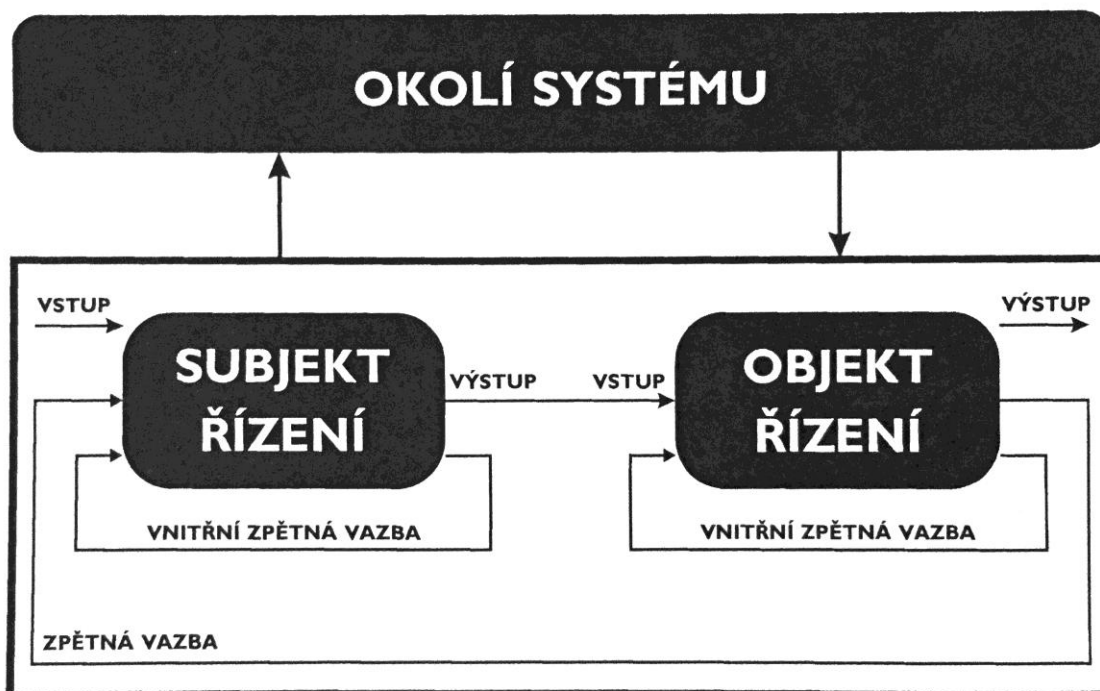 OKOLÍ SYSTÉMU
VSTUP
VÝSTUP
SUBJEKT
ŘÍZENÍ
VÝSTUP
VSTUP
OBJEKT
ŘÍZENÍ
VNITŘNÍ ZPĚTNÁ VAZBA
VNITŘNÍ ZPĚTNÁ VAZBA
ZPĚTNÁ VAZBA